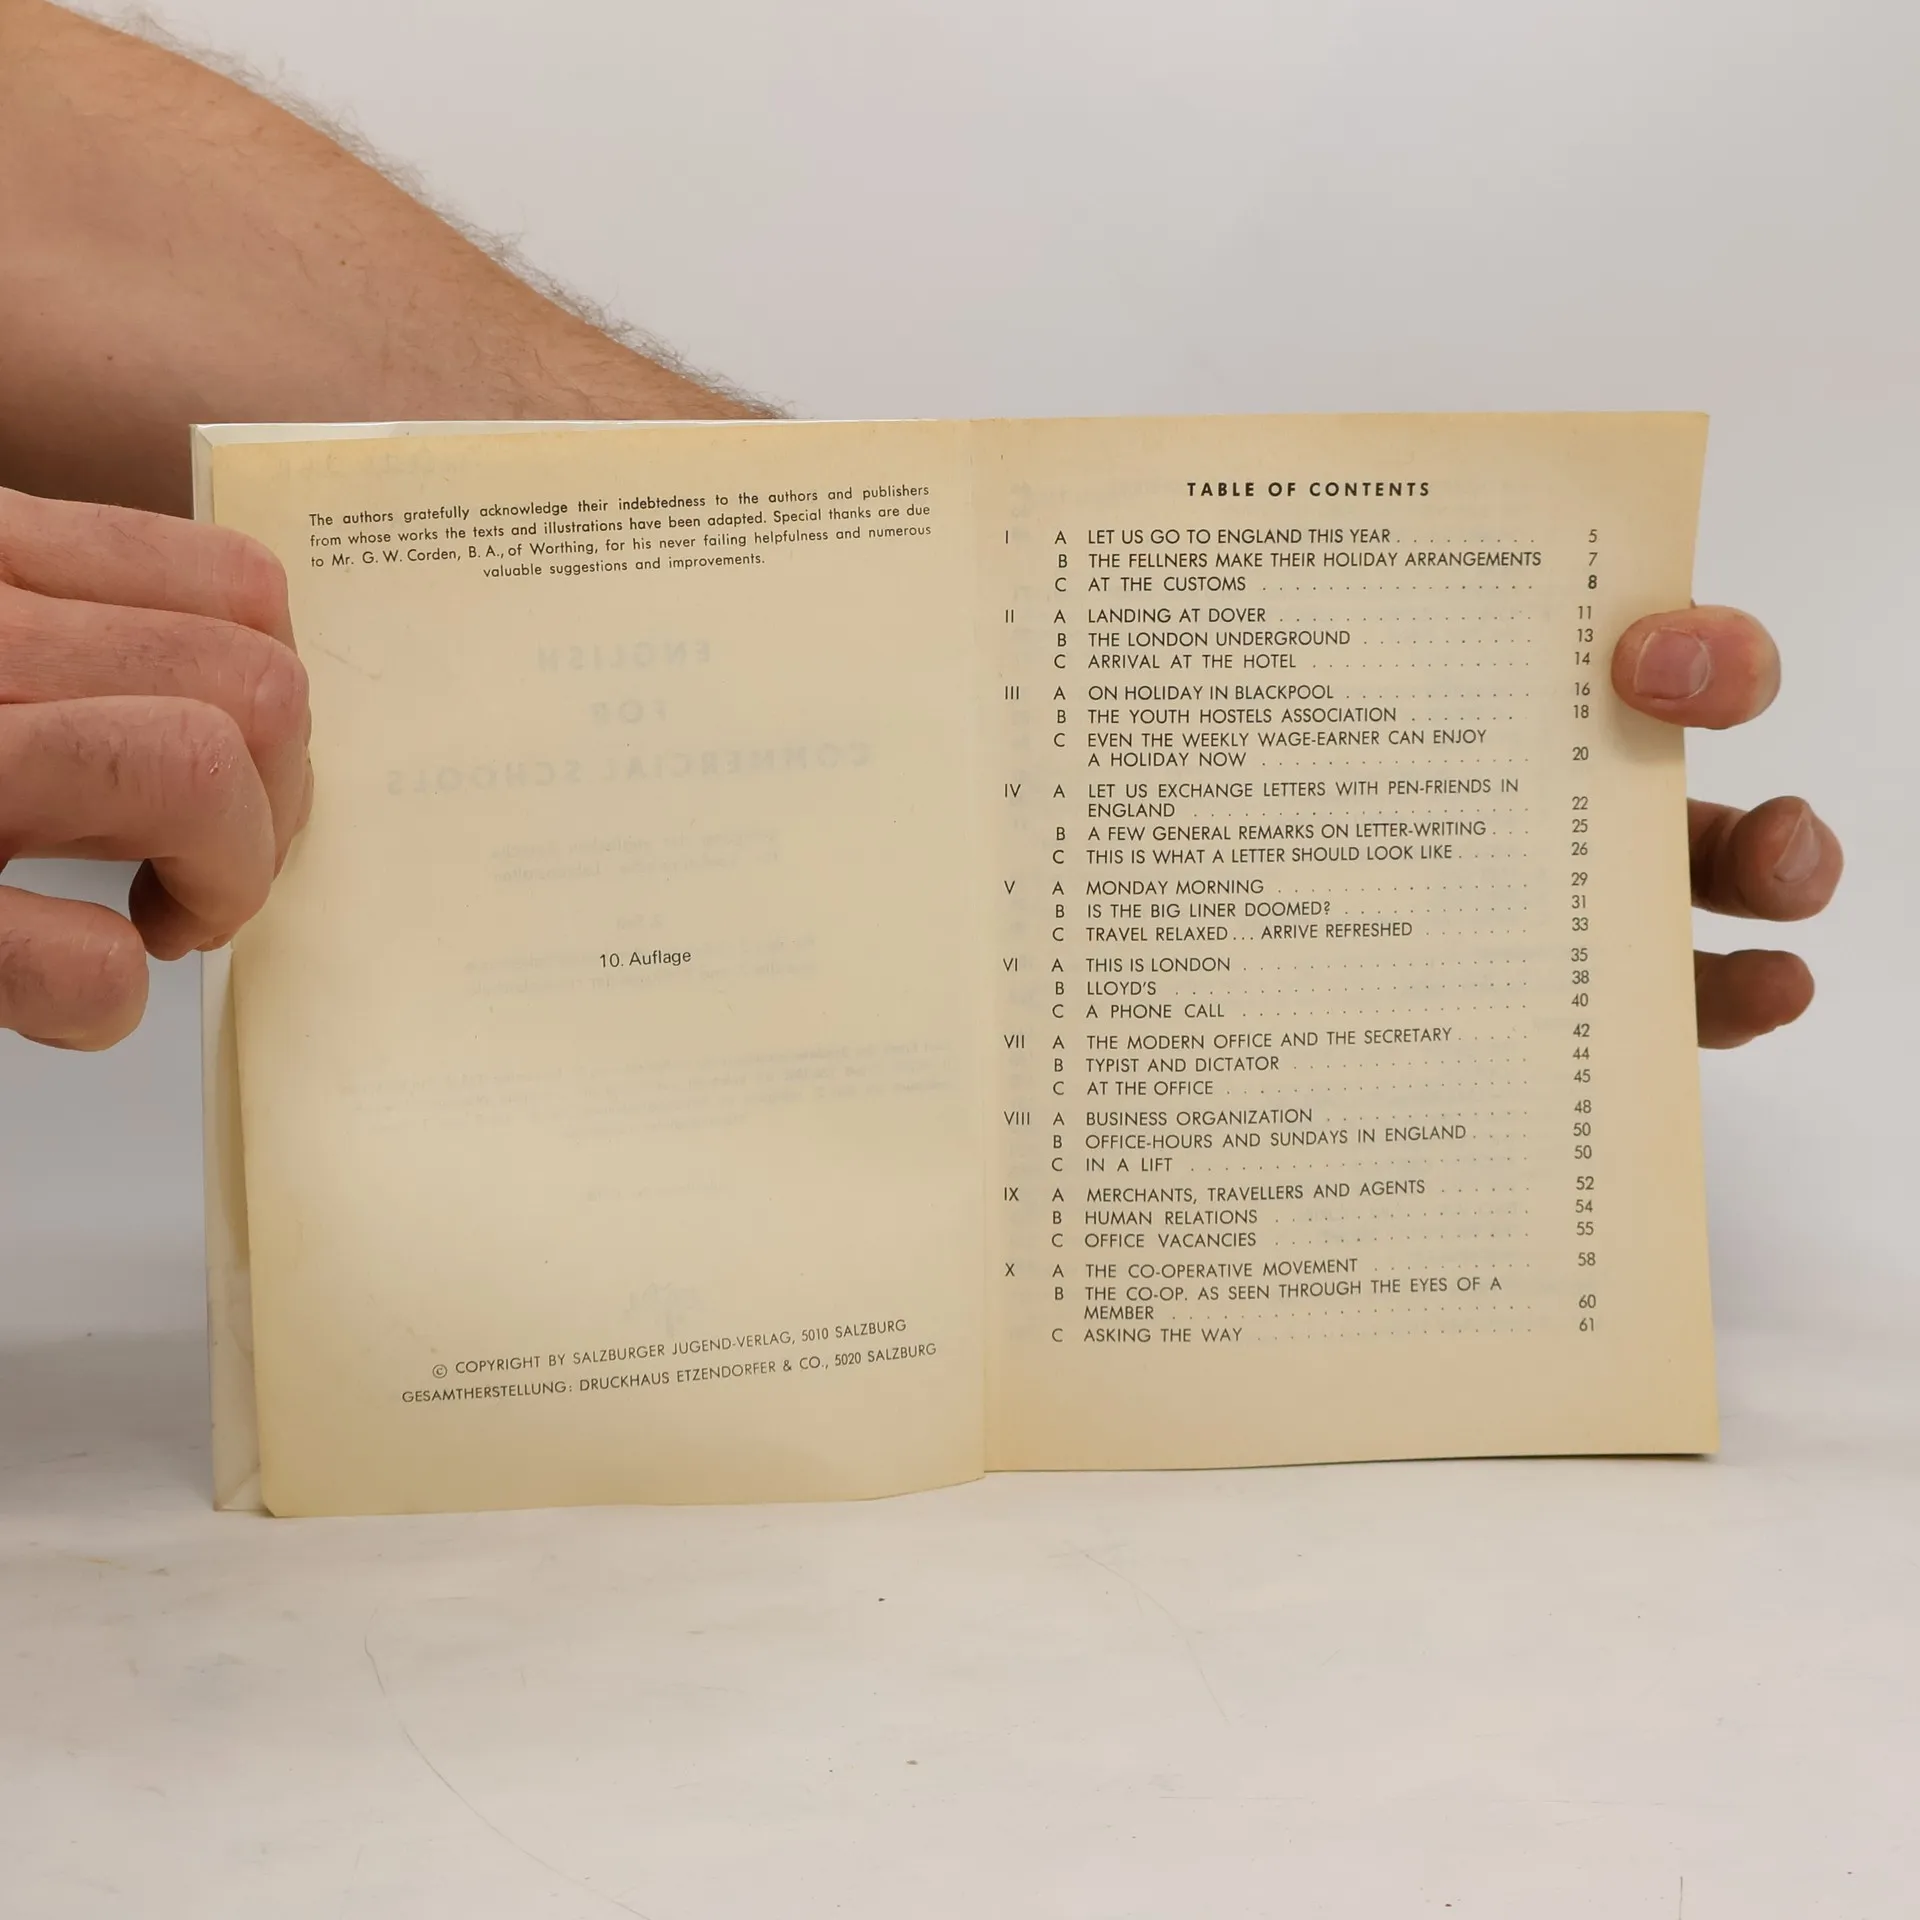 The authors gratefully acknowledge their indebtedness to the authors and publishers
from whose works the texts and illustrations have been adapted. Special thanks are due
to Mr. G. W. Corden, B. A., of Worthing, for his never failing helpfulness and numerous
valuable suggestions and improvements.
ENGLISH
FOR
COMMERCIAL SCHOOLS
10. Auflage
© COPYRIGHT BY SALZBURGER JUGEND-VERLAG, 5010 SALZBURG
GESAMTHERSTELLUNG: DRUCKHAUS ETZENDORFER & CO., 5020 SALZBURG
TABLE OF CONTENTS
I A LET US GO TO ENGLAND THIS YEAR . . . . . . . . . 5
B THE FELLNERS MAKE THEIR HOLIDAY ARRANGEMENTS 7
C AT THE CUSTOMS . . . . . . . . . . . . . . . . 8
II A LANDING AT DOVER . . . . . . . . . . . . . . . 11
B THE LONDON UNDERGROUND . . . . . . . . . . 13
C ARRIVAL AT THE HOTEL . . . . . . . . . . . . . 14
III A ON HOLIDAY IN BLACKPOOL . . . . . . . . . . . 16
B THE YOUTH HOSTELS ASSOCIATION . . . . . . . 18
C EVEN THE WEEKLY WAGE-EARNER CAN ENJOY
A HOLIDAY NOW . . . . . . . . . . . . . . . . 20
IV A LET US EXCHANGE LETTERS WITH PEN-FRIENDS IN
ENGLAND . . . . . . . . . . . . . . . . . . . . 22
B A FEW GENERAL REMARKS ON LETTER-WRITING . . . 25
C THIS IS WHAT A LETTER SHOULD LOOK LIKE . . . . . 26
V A MONDAY MORNING . . . . . . . . . . . . . . . 29
B IS THE BIG LINER DOOMED? . . . . . . . . . . . 31
C TRAVEL RELAXED... ARRIVE REFRESHED . . . . . . . 33
VI A THIS IS LONDON . . . . . . . . . . . . . . . . . 35
B LLOYD'S . . . . . . . . . . . . . . . . . . . . . 38
C A PHONE CALL . . . . . . . . . . . . . . . . . 40
VII A THE MODERN OFFICE AND THE SECRETARY . . . . . 42
B TYPIST AND DICTATOR . . . . . . . . . . . . . . 44
C AT THE OFFICE . . . . . . . . . . . . . . . . . . 45
VIII A BUSINESS ORGANIZATION . . . . . . . . . . . . 48
B OFFICE-HOURS AND SUNDAYS IN ENGLAND . . . . 50
C IN A LIFT . . . . . . . . . . . . . . . . . . . . 50
IX A MERCHANTS, TRAVELLERS AND AGENTS . . . . . . 52
B HUMAN RELATIONS . . . . . . . . . . . . . . . 54
C OFFICE VACANCIES . . . . . . . . . . . . . . . 55
X A THE CO-OPERATIVE MOVEMENT . . . . . . . . . . 58
B THE CO-OP. AS SEEN THROUGH THE EYES OF A
MEMBER . . . . . . . . . . . . . . . . . . . . . 60
C ASKING THE WAY . . . . . . . . . . . . . . . . 61